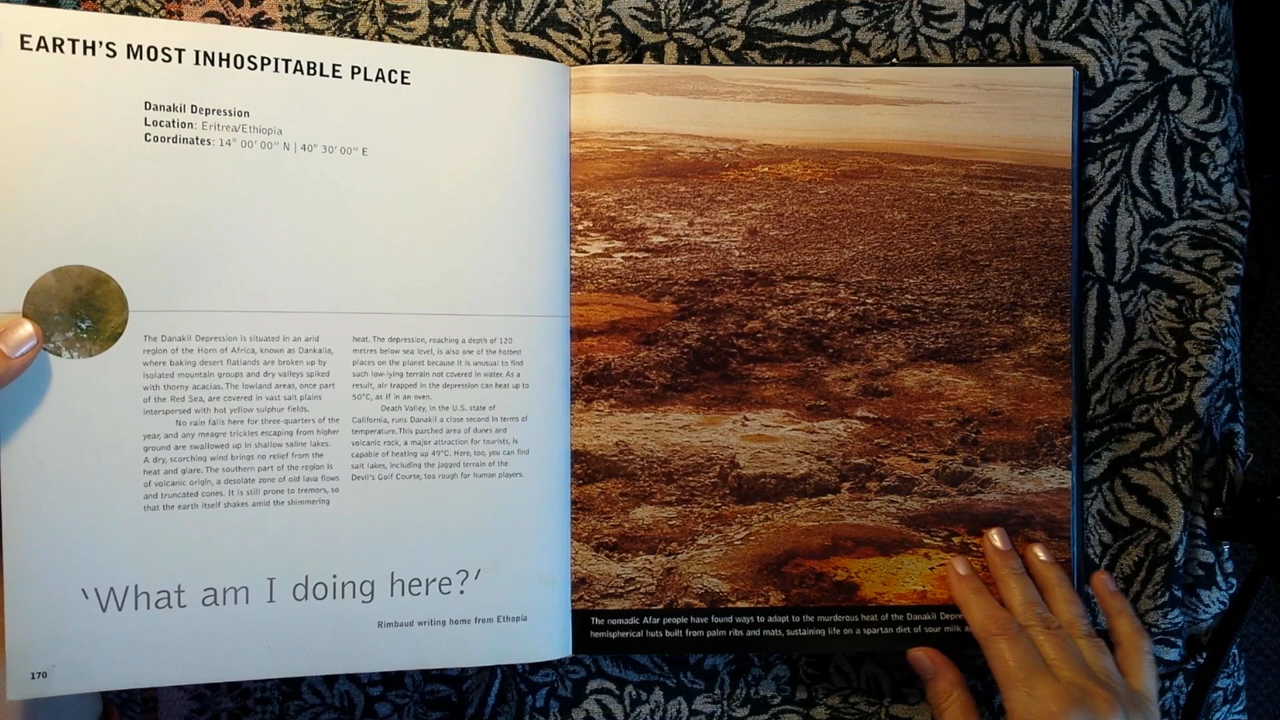 EARTH'S MOST INHOSPITABLE PLACE
Danakil Depression
Location: Eritrea/Ethiopia
Coordinates: 14° 00' 00" N | 40° 30' 00" E
The Danakil Depression is situated in an arid
region of the Horn of Africa, known as Dankalia,
where baking desert flatlands are broken up by
isolated mountain groups and dry valleys spiked
with thorny acacias. The lowland areas, once part
of the Red Sea, are covered in vast salt plains
interspersed with hot yellow sulphur fields.
No rain falls here for three-quarters of the
year, and any meagre trickles escaping from higher
ground are swallowed up in shallow saline lakes.
A dry, scorching wind brings no relief from the
heat and glare. The southern part of the region is
of volcanic origin, a desolate zone of old lava flows
and truncated cones. It is still prone to tremors, so
that the earth itself shakes amid the shimmering
heat. The depression, reaching a depth of 120
metres below sea level, is also one of the hottest
places on the planet because it is unusual to find
such low-lying terrain not covered in water. As a
result, air trapped in the depression can heat up to
50°C, as if in an oven.
Death Valley, in the U.S. state of
California, runs Danakil a close second in terms of
temperature. This parched area of dunes and
volcanic rock, a major attraction for tourists, is
capable of heating up 49°C. Here, too, you can find
salt lakes, including the jagged terrain of the
Devil's Golf Course, too rough for human players.
'What am I doing here?'
Rimbaud writing home from Ethopia
170
The nomadic Afar people have found ways to adapt to the murderous heat of the Danakil
hemispherical huts built from palm ribs and mats, sustaining life on a spartan diet of sour milk